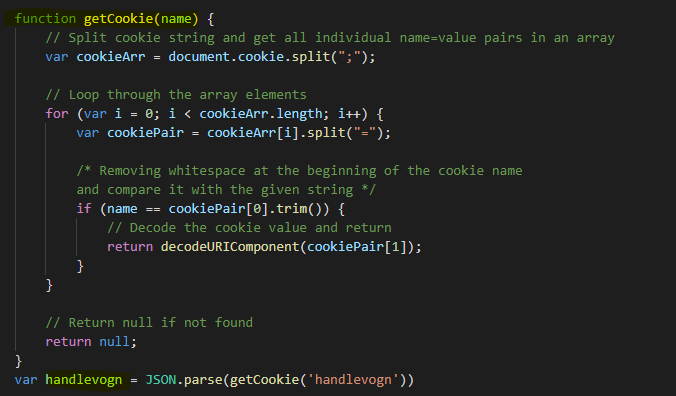 function getCookie(name) {
// Split cookie string and get all individual name=value pairs in an array
var cookieArr = document.cookie.split(";");
// Loop through the array elements
for (var i = 0; i < cookieArr.length; i++) {
var cookiePair = cookieArr[i].split("=");
/* Removing whitespace at the beginning of the cookie name
and compare it with the given string */
if (name == cookiePair[0].trim()) {
// Decode the cookie value and return
return decodeURIComponent(cookiePair[1]);
}
}
// Return null if not found
return null;
}
var handlevogn = JSON.parse(getCookie('handlevogn'))